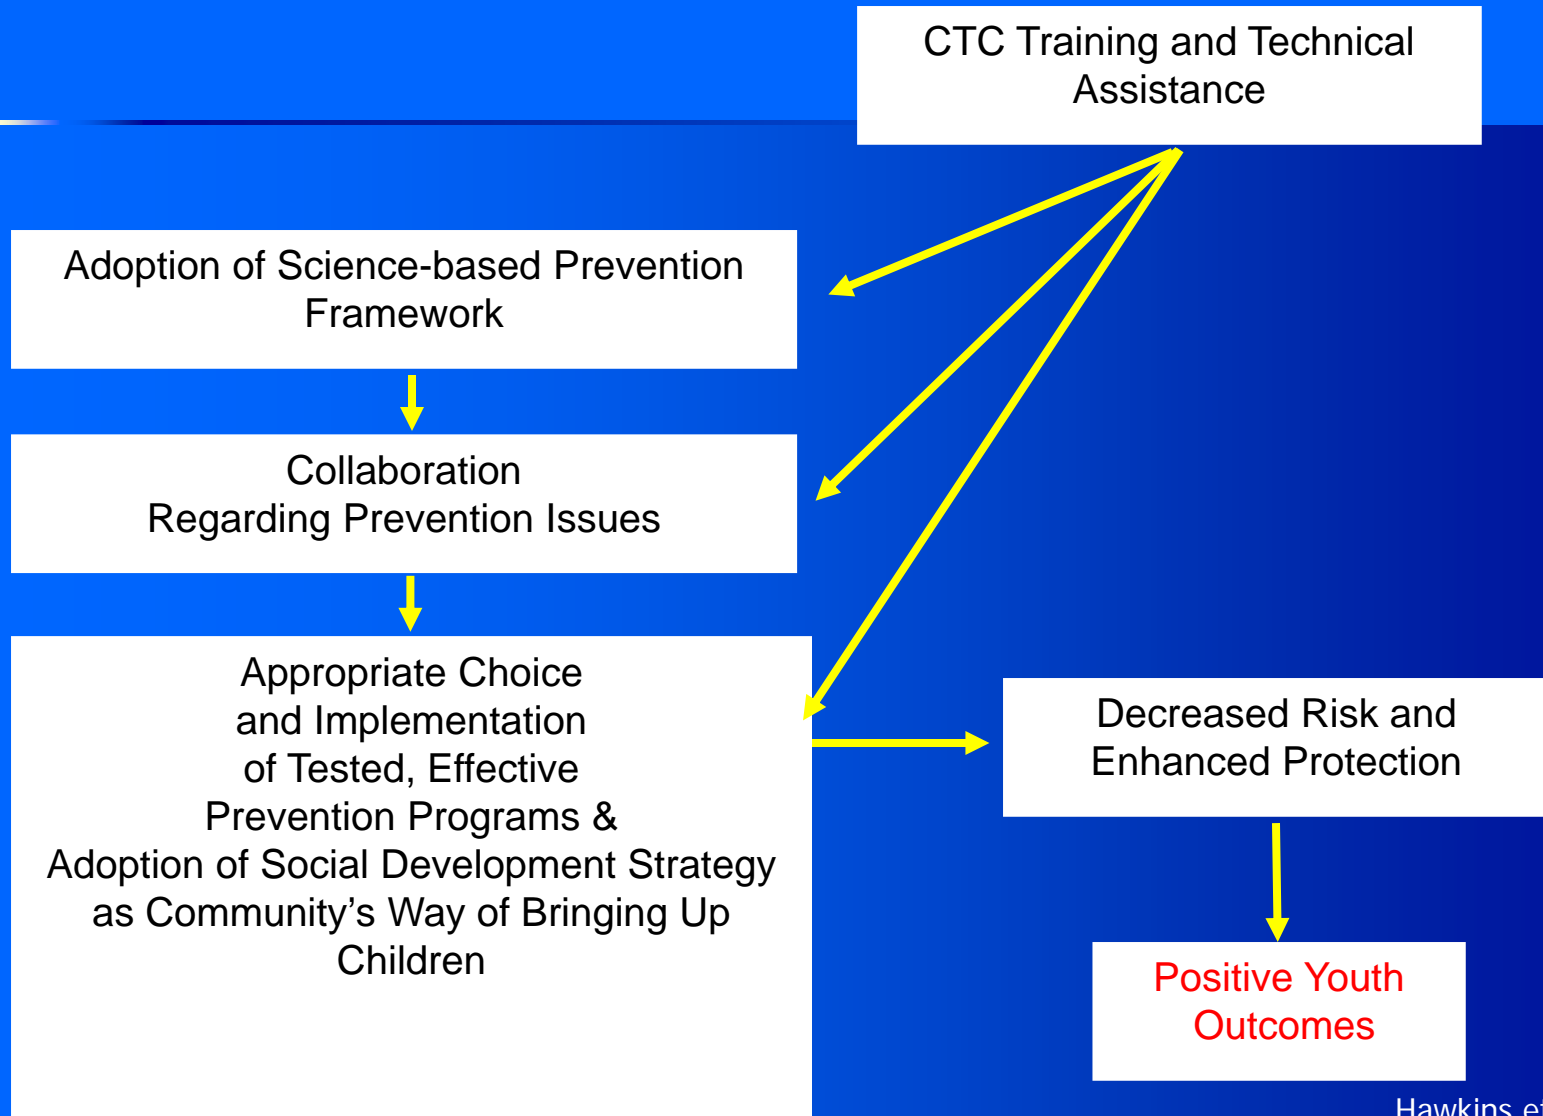 CTC Training and Technical
Assistance
Adoption of Science-based Prevention
Framework
Collaboration
Regarding Prevention Issues
Appropriate Choice
and Implementation
of Tested, Effective
Prevention Programs &
Adoption of Social Development Strategy
as Community’s Way of Bringing Up
Children
Decreased Risk and
Enhanced Protection
Positive Youth
Outcomes
Hawkins et